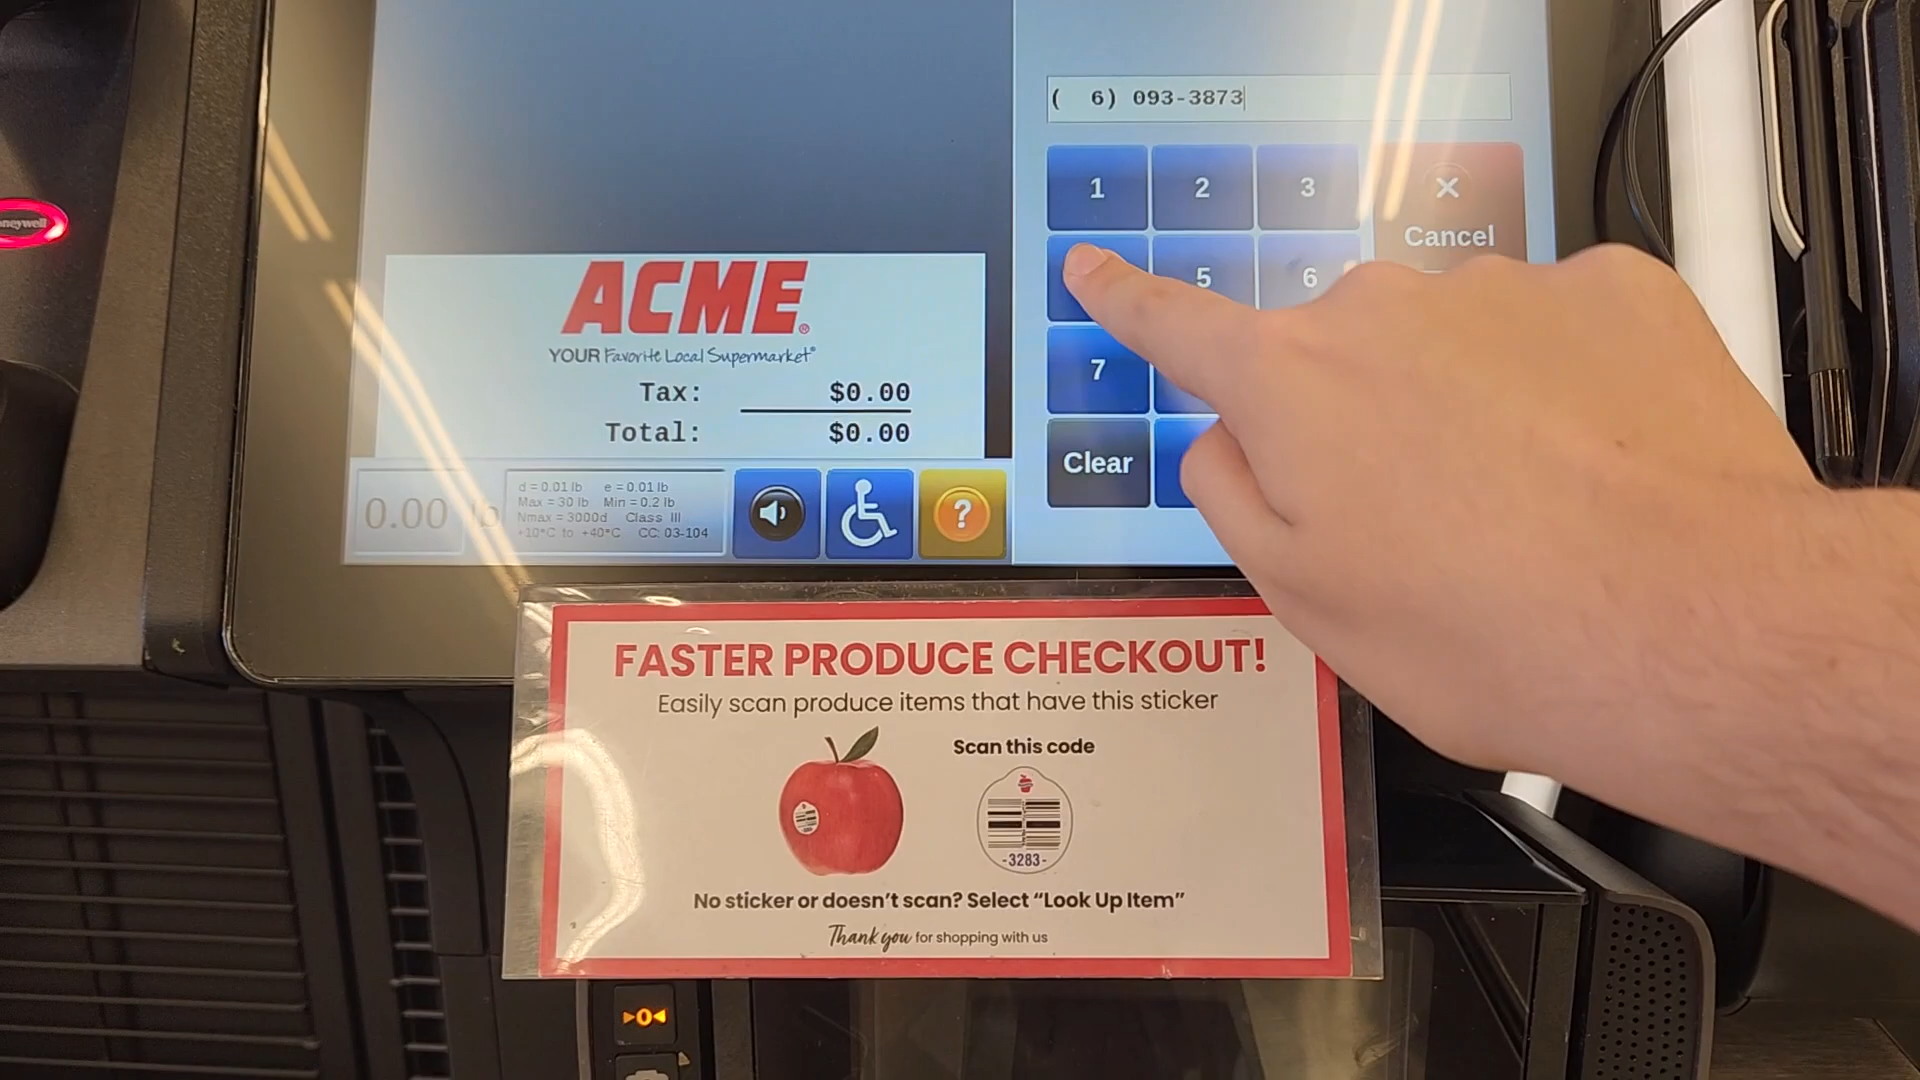 ( 6) 093-3873
1 2 3
×
Cancel
5 6
7
Clear
ACME®
YOUR Favorite Local Supermarket®
Tax: $0.00
Total: $0.00
0.00 lb
d = 0.01 lb e = 0.01 lb
Max = 30 lb Min = 0.2 lb
Nmax = 3000d Class III
+10°C to +40°C CC: 03-104
?
FASTER PRODUCE CHECKOUT!
Easily scan produce items that have this sticker
Scan this code
-3283-
No sticker or doesn't scan? Select "Look Up Item"
Thank you for shopping with us
>0<